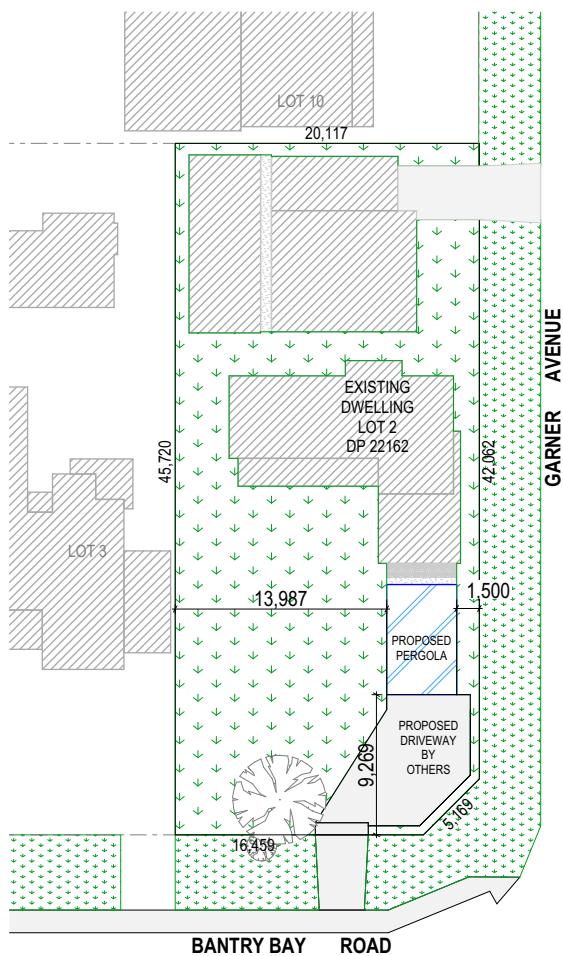 LOT 10
20,117
EXISTING
DWELLING
LOT 2
DP 22162
GARNER AVENUE
45,720
42,062
LOT 3
13,987
1,500
PROPOSED
PERGOLA
PROPOSED
DRIVEWAY
BY
OTHERS
9,269
5,169
16,459
BANTRY BAY ROAD